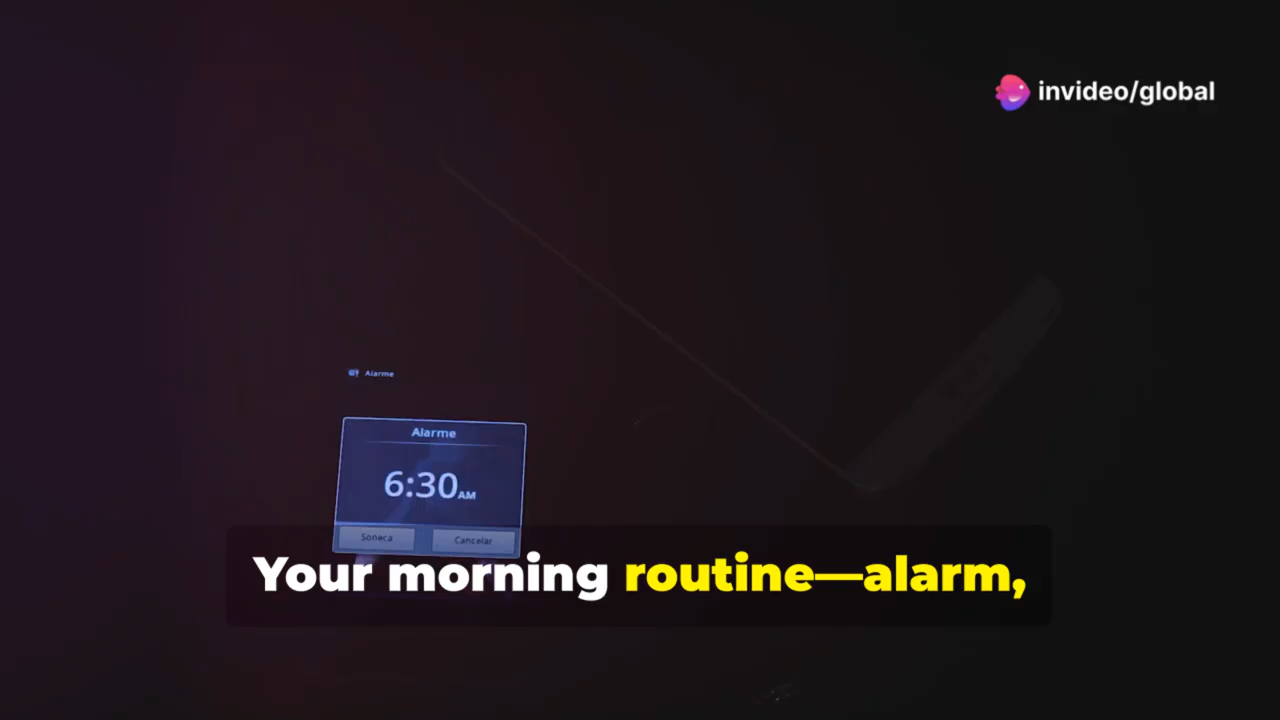 invideo/global
Alarme
Alarme
6:30AM
Soneca
Cancelar
Your morning routine—alarm,